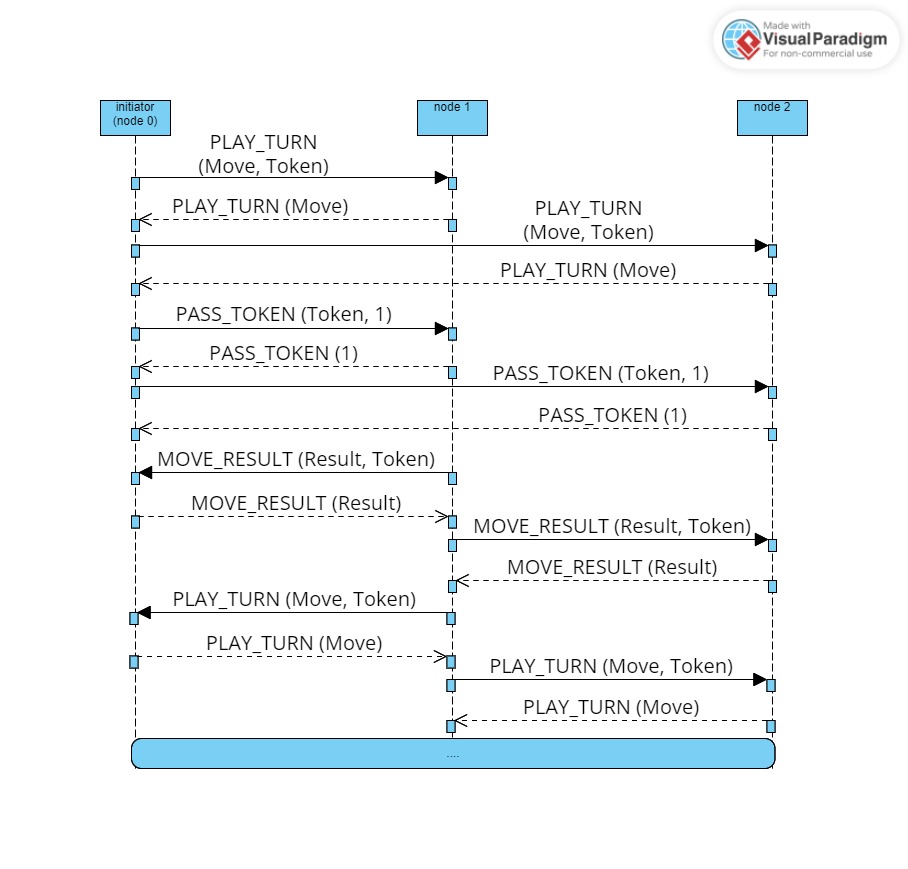 Made with
VisualParadigm
For non-commercial use
initiator
(node 0)
node 1
node 2
PLAY_TURN
(Move, Token)
PLAY_TURN (Move)
PLAY_TURN
(Move, Token)
PLAY_TURN (Move)
PASS_TOKEN (Token, 1)
PASS_TOKEN (1)
PASS_TOKEN (Token, 1)
PASS_TOKEN (1)
MOVE_RESULT (Result, Token)
MOVE_RESULT (Result)
MOVE_RESULT (Result, Token)
MOVE_RESULT (Result)
PLAY_TURN (Move, Token)
PLAY_TURN (Move)
PLAY_TURN (Move, Token)
PLAY_TURN (Move)
....